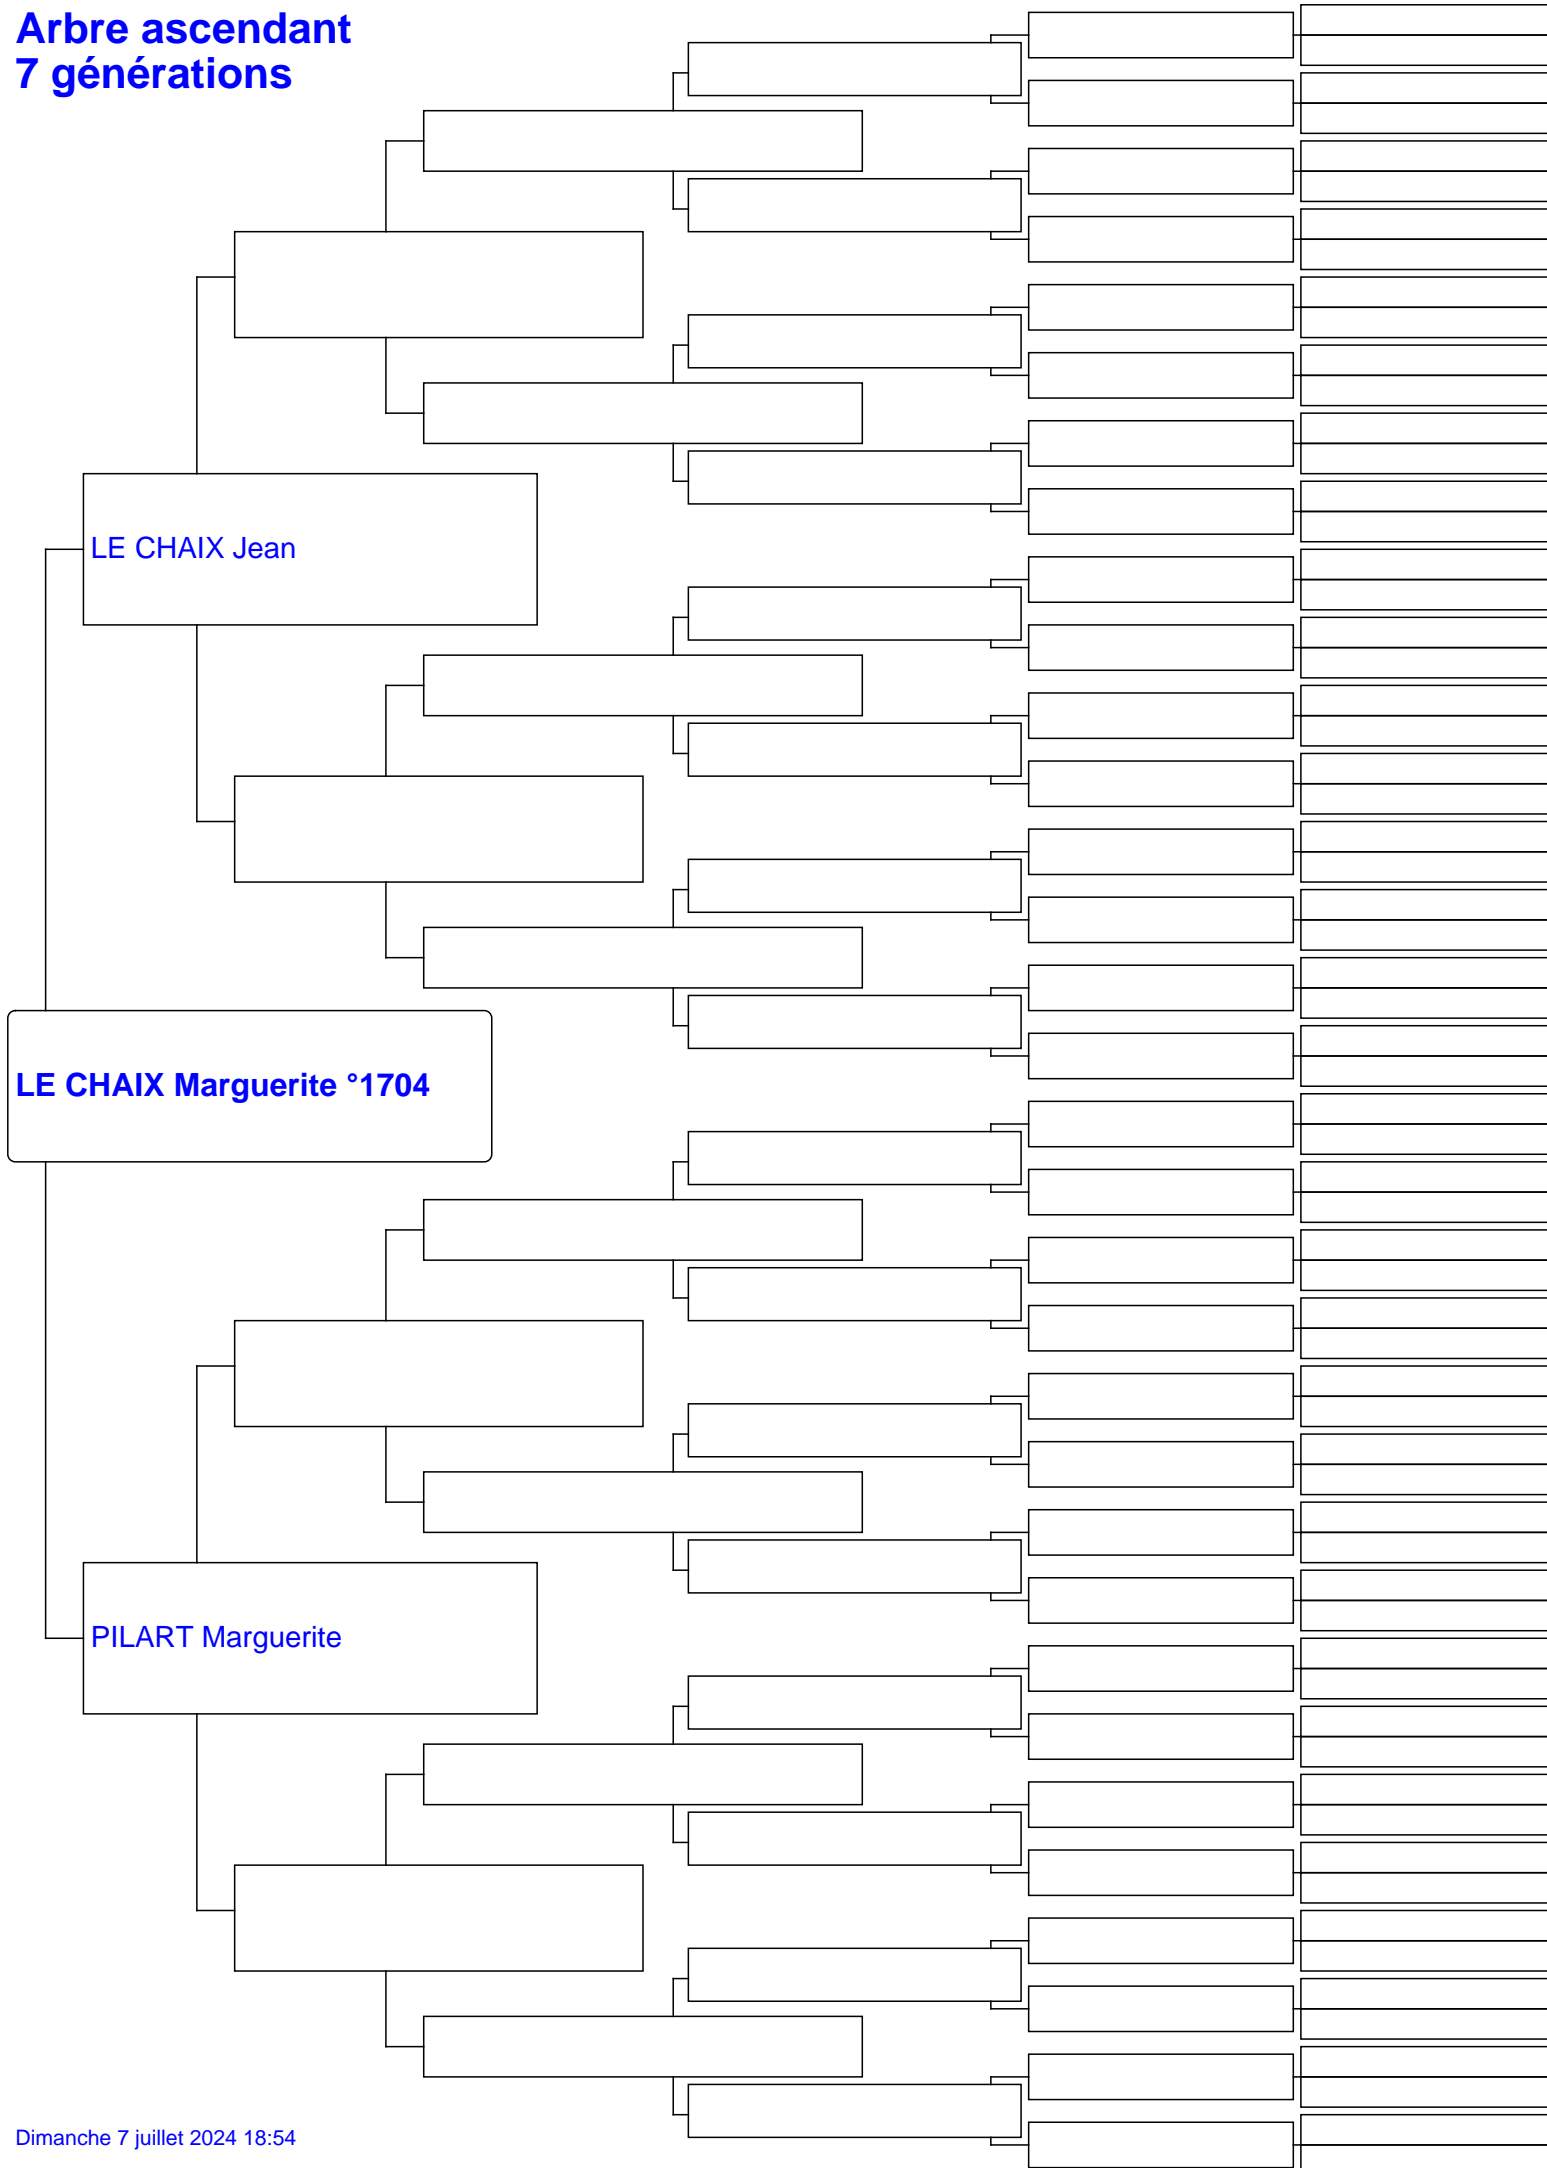 Arbre ascendant
7 générations
LE CHAIX Jean
LE CHAIX Marguerite °1704
PILART Marguerite
Dimanche 7 juillet 2024 18:54